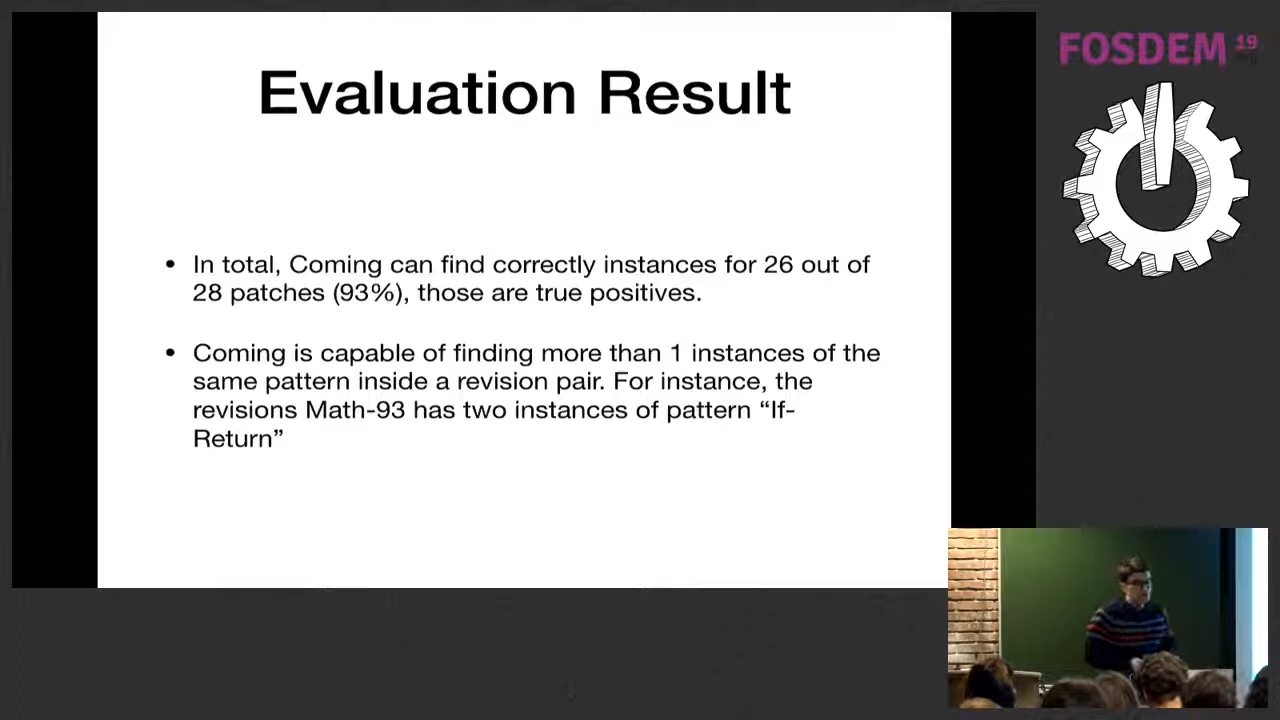 Evaluation Result
• In total, Coming can find correctly instances for 26 out of
28 patches (93%), those are true positives.
• Coming is capable of finding more than 1 instances of the
same pattern inside a revision pair. For instance, the
revisions Math-93 has two instances of pattern “If-
Return”
FOSDEM 19